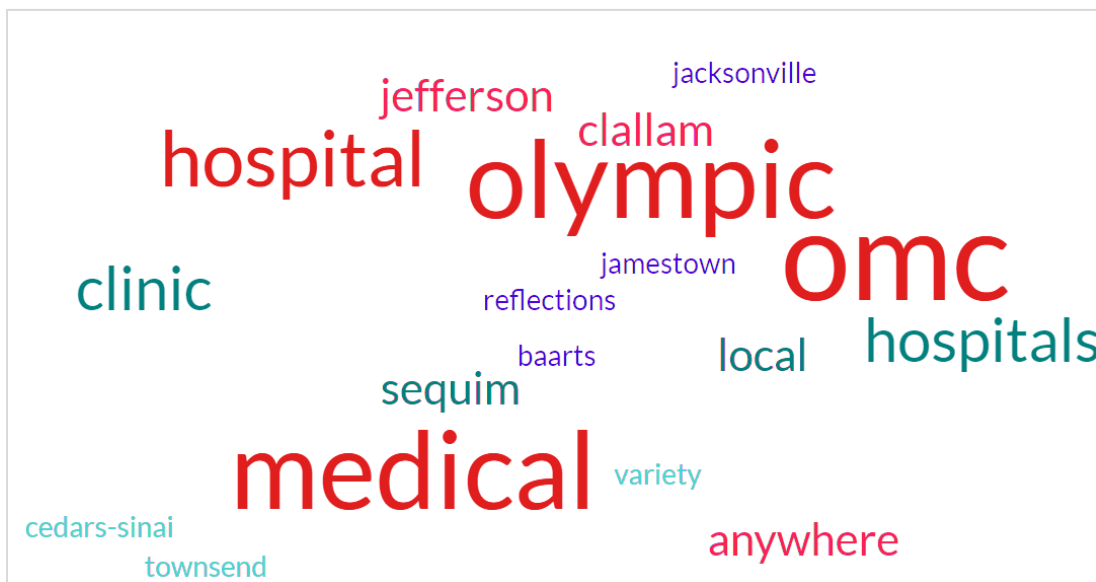 jacksonville
jefferson
clallam
hospital
olympic
omc
jamestown
clinic
reflections
hospitals
baarts
local
sequim
medical
variety
cedars-sinai
anywhere
townsend